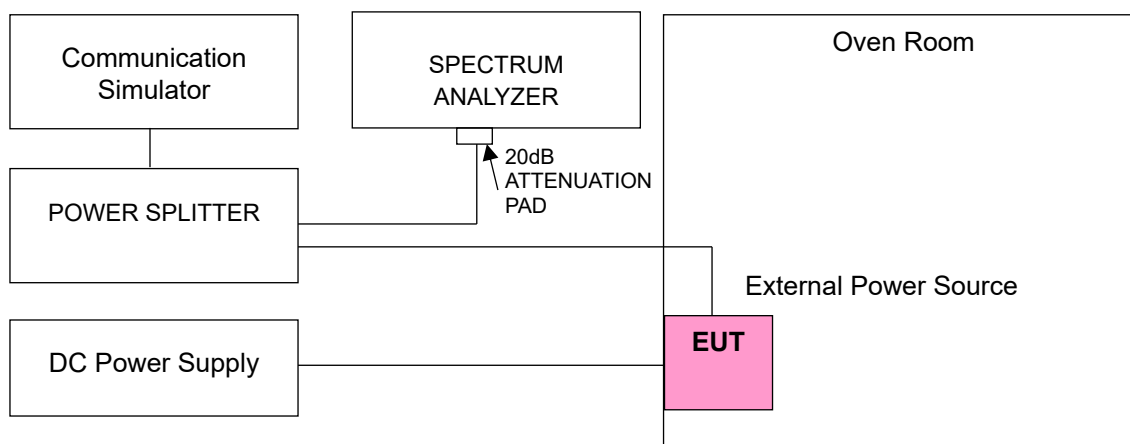 Communication
Simulator
SPECTRUM
ANALYZER
Oven Room
20dB
ATTENUATION
PAD
POWER SPLITTER
External Power Source
EUT
DC Power Supply